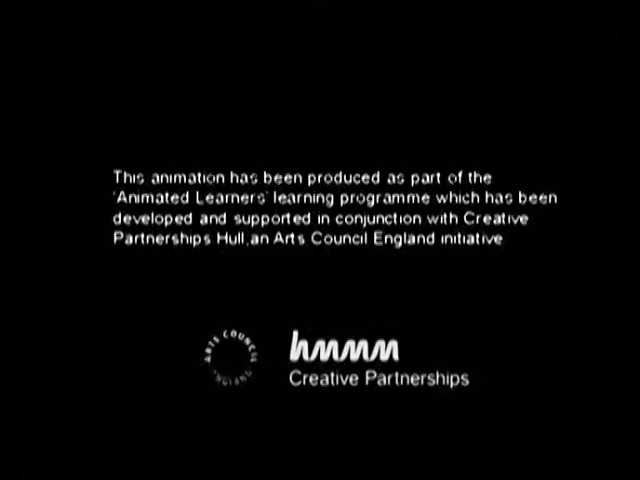 This animation has been produced as part of the
'Animated Learners' learning programme which has been
developed and supported in conjunction with Creative
Partnerships Hull,an Arts Council England initiative
ARTS COUNCIL ENGLAND
hmmm
Creative Partnerships